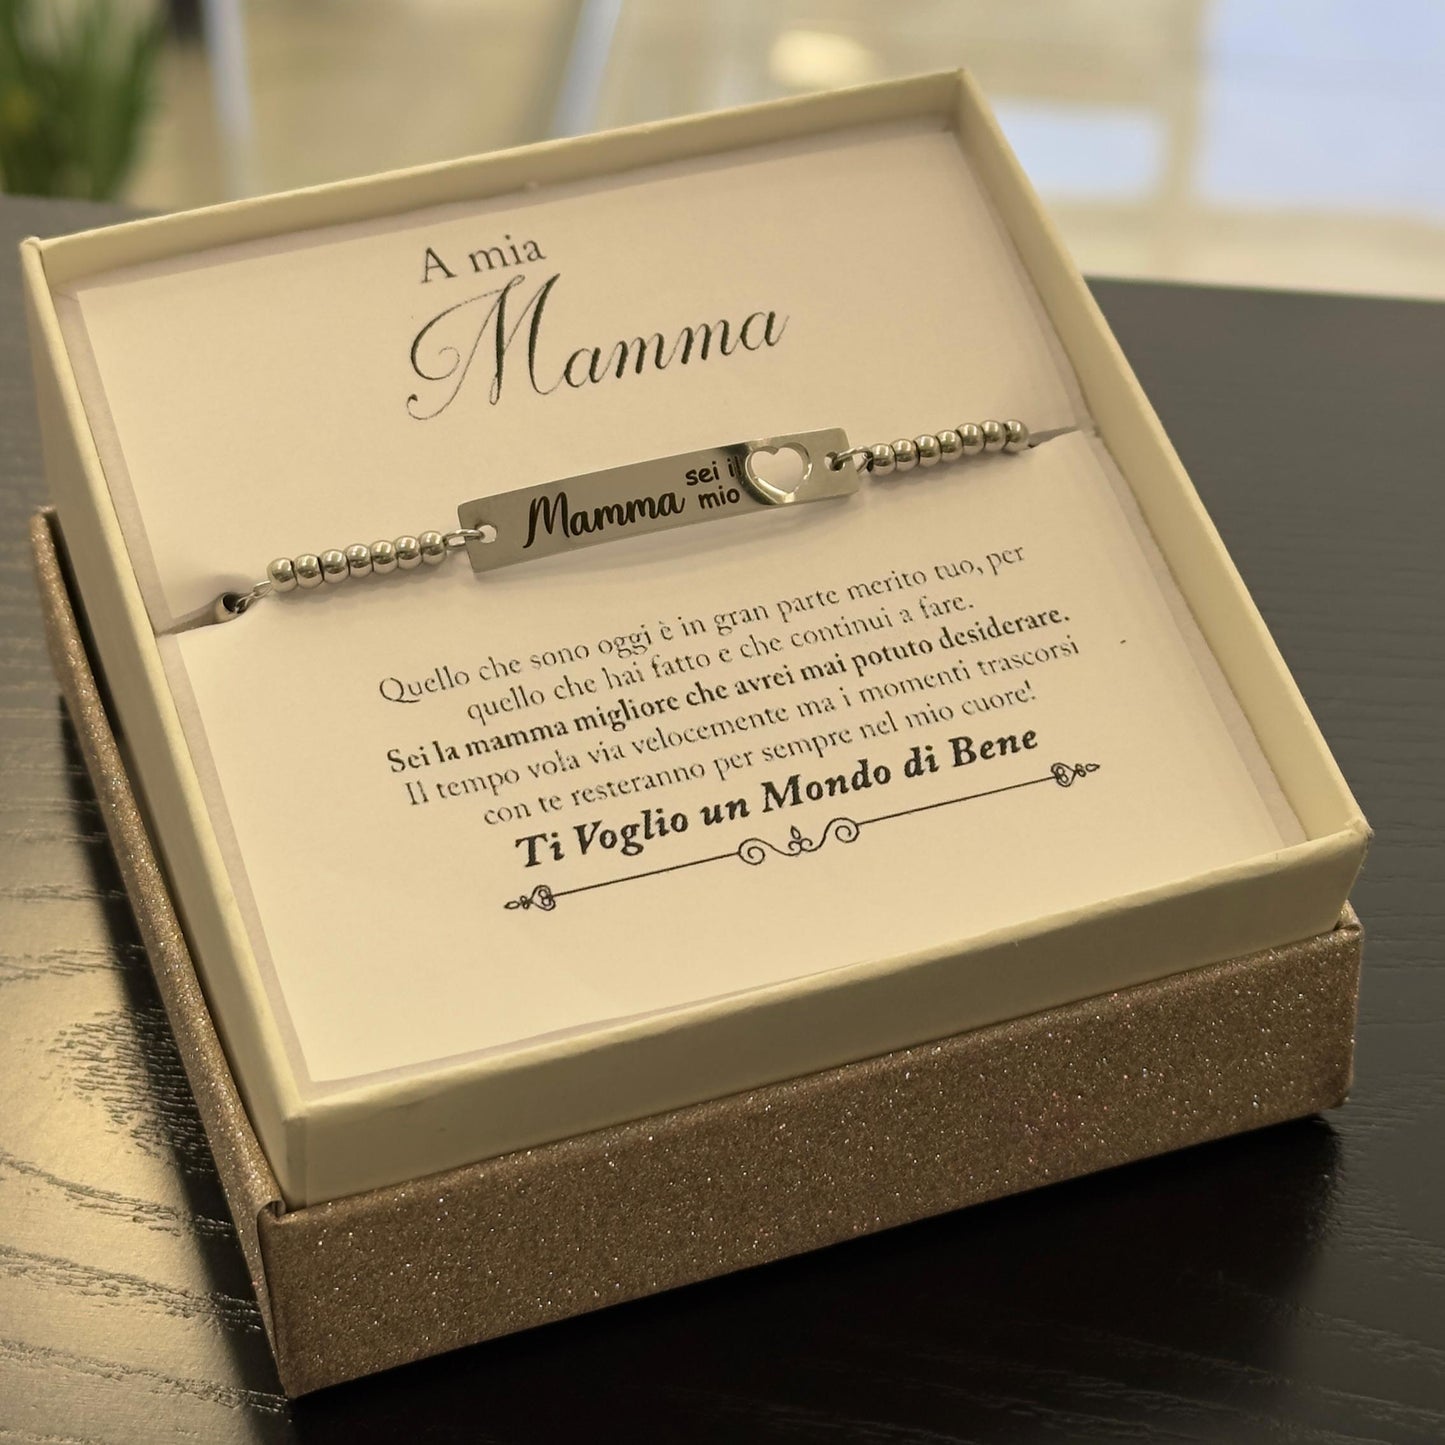 A mia
Mamma
Mamma sei il
mio
Quello che sono oggi è in gran parte merito tuo, per
quello che hai fatto e che continui a fare.
Sei la mamma migliore che avrei mai potuto desiderare.
Il tempo vola via velocemente ma i momenti trascorsi
con te resteranno per sempre nel mio cuore!
Ti Voglio un Mondo di Bene